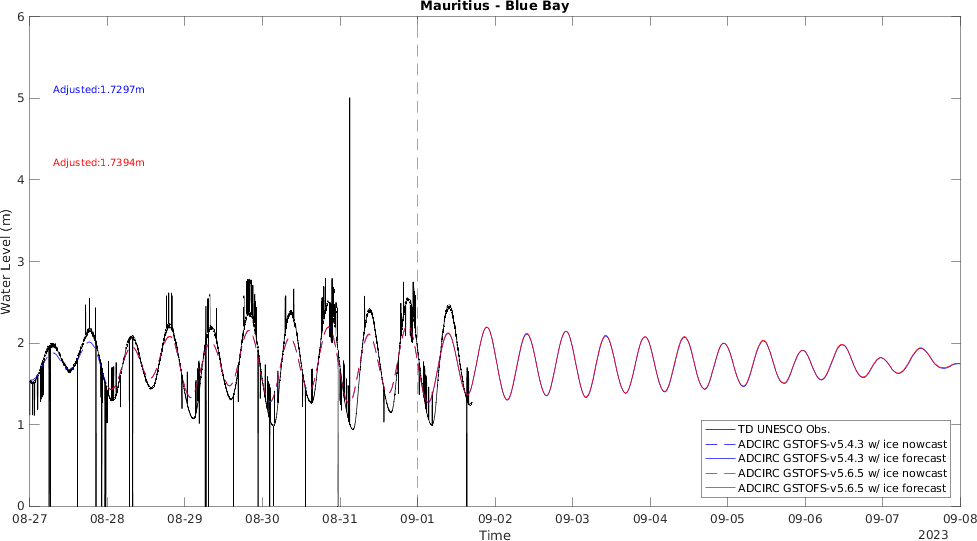 Mauritius - Blue Bay
Water Level (m)
6
5
4
3
2
1
0
Adjusted:1.7297m
Adjusted:1.7394m
TD UNESCO Obs.
ADCIRC GSTOFS-v5.4.3 w/ ice nowcast
ADCIRC GSTOFS-v5.4.3 w/ ice forecast
ADCIRC GSTOFS-v5.6.5 w/ ice nowcast
ADCIRC GSTOFS-v5.6.5 w/ ice forecast
08-27 08-28 08-29 08-30 08-31 09-01 09-02 09-03 09-04 09-05 09-06 09-07 09-08
Time
2023